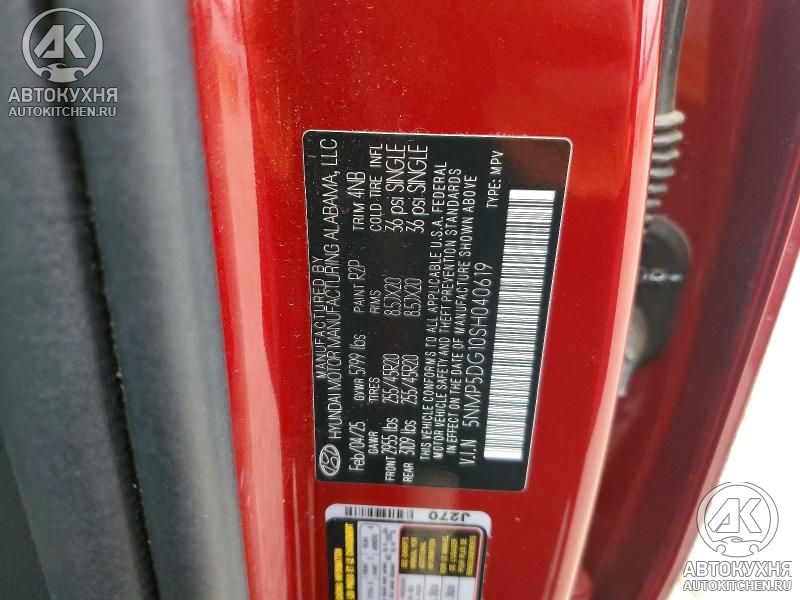 АК
АВТОКУХНЯ
AUTOKITCHEN.RU
MANUFACTURED BY
HYUNDAI MOTOR MANUFACTURING ALABAMA, LLC
Feb/04/25 GVWR 5799 lbs PAINT R2P TRIM 4NB
GAWR TIRES RIMS COLD TIRE INFL
FRONT 2955 lbs 255/45R20 8.5JX20 36 psi SINGLE
REAR 3109 lbs 255/45R20 8.5JX20 36 psi SINGLE
THIS VEHICLE CONFORMS TO ALL APPLICABLE U.S.A. FEDERAL
MOTOR VEHICLE SAFETY AND THEFT PREVENTION STANDARDS
IN EFFECT ON THE DATE OF MANUFACTURE SHOWN ABOVE
V.I.N 5NMP5DG10SH040619 TYPE: MPV
J270
АК
АВТОКУХНЯ
AUTOKITCHEN.RU